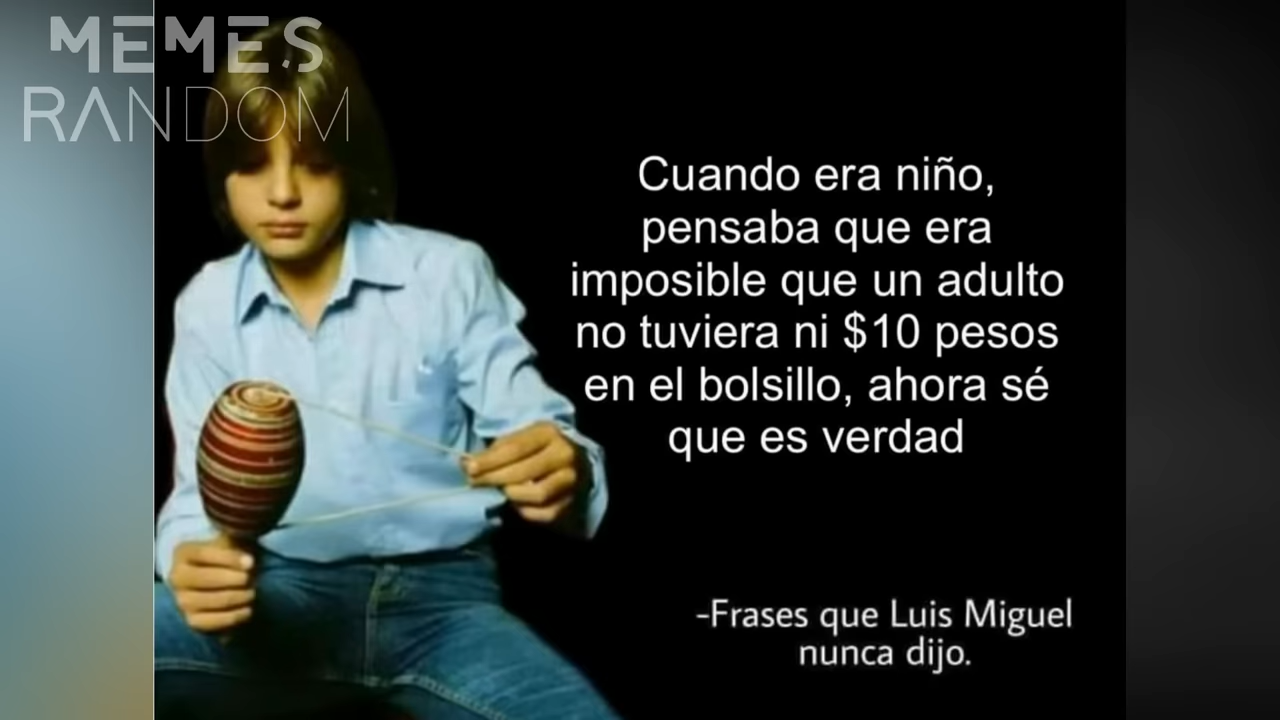 MEMES
RANDOM
Cuando era niño,
pensaba que era
imposible que un adulto
no tuviera ni $10 pesos
en el bolsillo, ahora sé
que es verdad
-Frases que Luis Miguel
nunca dijo.